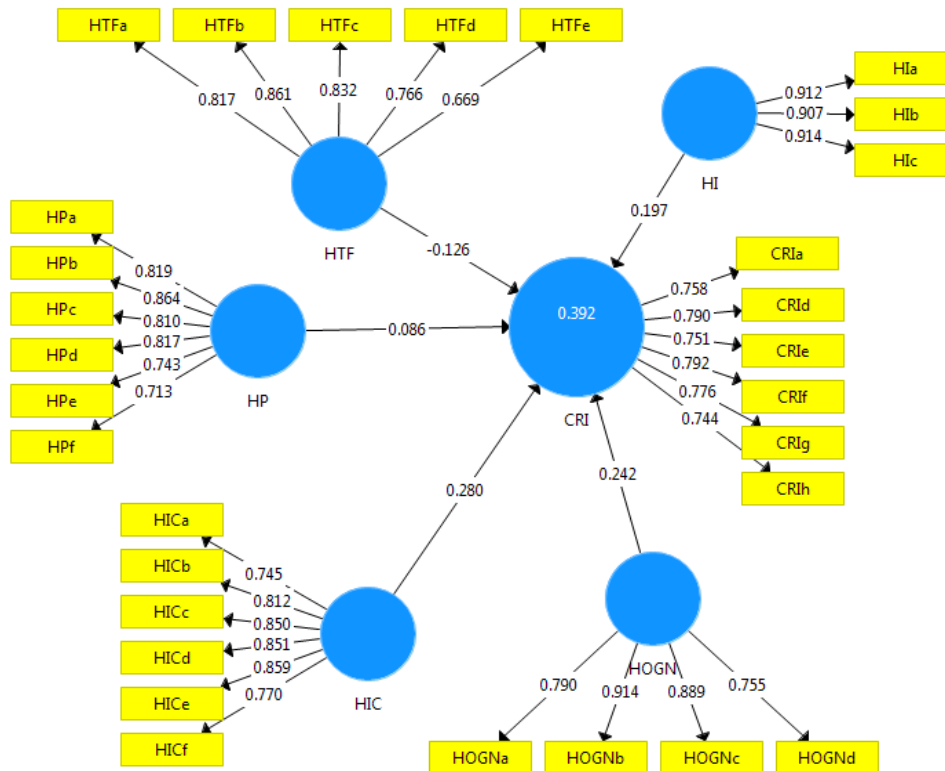 HTFa HTFb HTFc HTFd HTFe
0.817 0.861 0.832 0.766 0.669
HTF
HIa
HIb
HIc
0.912
0.907
0.914
HI
0.197
-0.126
HPa
HPb
HPc
HPd
HPe
HPf
0.819
0.864
0.810
0.817
0.743
0.713
HP
0.086
0.392
CRI
CRIa
CRId
CRIe
CRIf
CRIg
CRIh
0.758
0.790
0.751
0.792
0.776
0.744
0.280
0.242
HICa
HICb
HICc
HICd
HICe
HICf
0.745
0.812
0.850
0.851
0.859
0.770
HIC
HOGN
0.790 0.914 0.889 0.755
HOGNa HOGNb HOGNc HOGNd